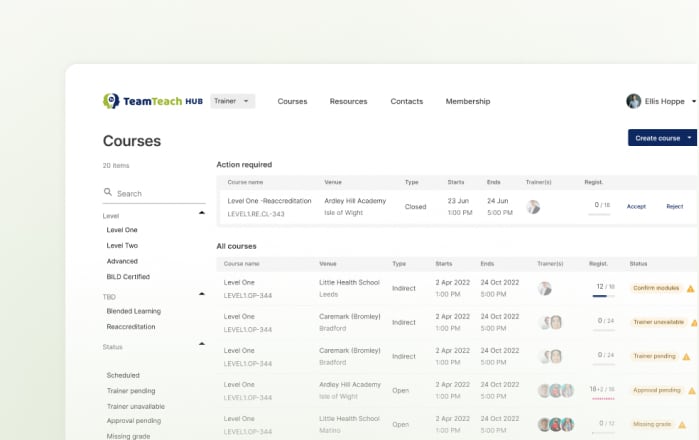 TeamTeach HUB
Trainer
Courses
Resources
Contacts
Membership
Ellis Hoppe
Courses
Create course
20 items
Search
Level
Level One
Level Two
Advanced
BILD Certified
TBD
Blended Learning
Reaccreditation
Status
Scheduled
Trainer pending
Trainer unavailable
Approval pending
Missing grade
Action required
Course name Venue Type Starts Ends Trainer(s) Regist.
Level One -Reaccreditation Ardley Hill Academy Closed 23 Jun 24 Jun 0 / 18 Accept Reject
LEVEL1.RE.CL-343 Isle of Wight 1:00 PM 5:00 PM
All courses
Course name Venue Type Starts Ends Trainer(s) Regist. Status
Level One Little Health School Indirect 2 Apr 2022 24 Oct 2022 12 / 18 Confirm modules
LEVEL1.OP-344 Leeds 1:00 PM 5:00 PM
Level One Caremark (Bromley) Indirect 2 Apr 2022 24 Oct 2022 0 / 24 Trainer unavailable
LEVEL1.OP-344 Bradford 1:00 PM 5:00 PM
Level One Caremark (Bromley) Indirect 2 Apr 2022 24 Oct 2022 0 / 24 Trainer pending
LEVEL1.OP-344 Bradford 1:00 PM 5:00 PM
Level One Ardley Hill Academy Open 2 Apr 2022 24 Oct 2022 18+2 / 18 Approval pending
LEVEL1.OP-344 Isle of Wight 1:00 PM 5:00 PM
Level One Little Health School Open 2 Apr 2022 24 Oct 2022 0 / 12 Missing grade
LEVEL1.OP-344 Matino 1:00 PM 5:00 PM